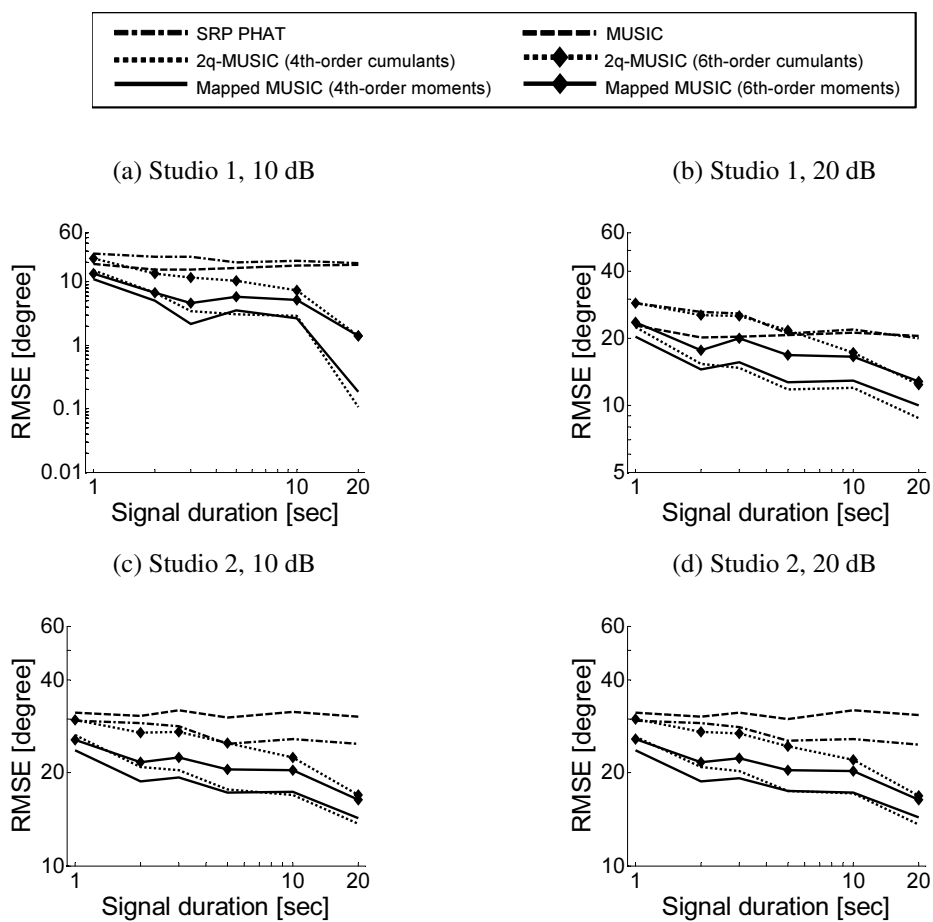 SRP PHAT
MUSIC
2q-MUSIC (4th-order cumulants)
2q-MUSIC (6th-order cumulants)
Mapped MUSIC (4th-order moments)
Mapped MUSIC (6th-order moments)
(a) Studio 1, 10 dB
60
10
1
0.1
0.01
RMSE [degree]
1
10
20
Signal duration [sec]
(b) Studio 1, 20 dB
60
40
20
10
5
RMSE [degree]
1
10
20
Signal duration [sec]
(c) Studio 2, 10 dB
60
40
20
10
RMSE [degree]
1
10
20
Signal duration [sec]
(d) Studio 2, 20 dB
60
40
20
10
RMSE [degree]
1
10
20
Signal duration [sec]